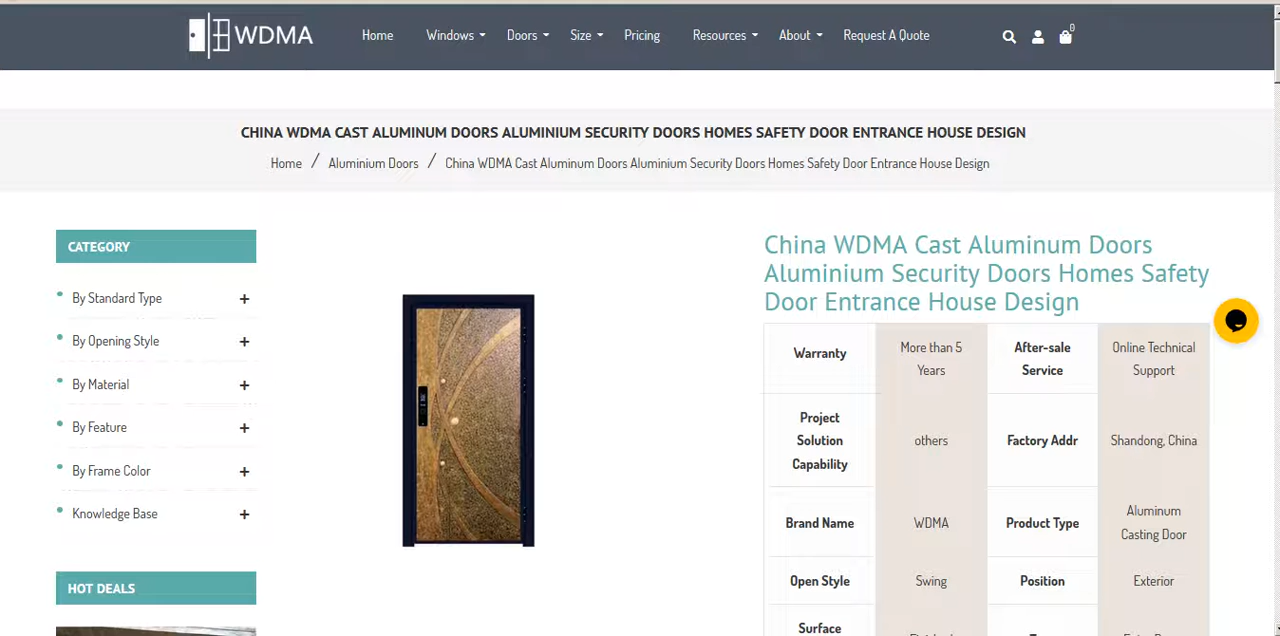 WDMA
Home
Windows
Doors
Size
Pricing
Resources
About
Request A Quote
0
CHINA WDMA CAST ALUMINUM DOORS ALUMINIUM SECURITY DOORS HOMES SAFETY DOOR ENTRANCE HOUSE DESIGN
Home / Aluminium Doors / China WDMA Cast Aluminum Doors Aluminium Security Doors Homes Safety Door Entrance House Design
CATEGORY
By Standard Type +
By Opening Style +
By Material +
By Feature +
By Frame Color +
Knowledge Base +
HOT DEALS
China WDMA Cast Aluminum Doors
Aluminium Security Doors Homes Safety
Door Entrance House Design
Warranty
More than 5
Years
After-sale
Service
Online Technical
Support
Project
Solution
Capability
others
Factory Addr
Shandong, China
Brand Name
WDMA
Product Type
Aluminum
Casting Door
Open Style
Swing
Position
Exterior
Surface